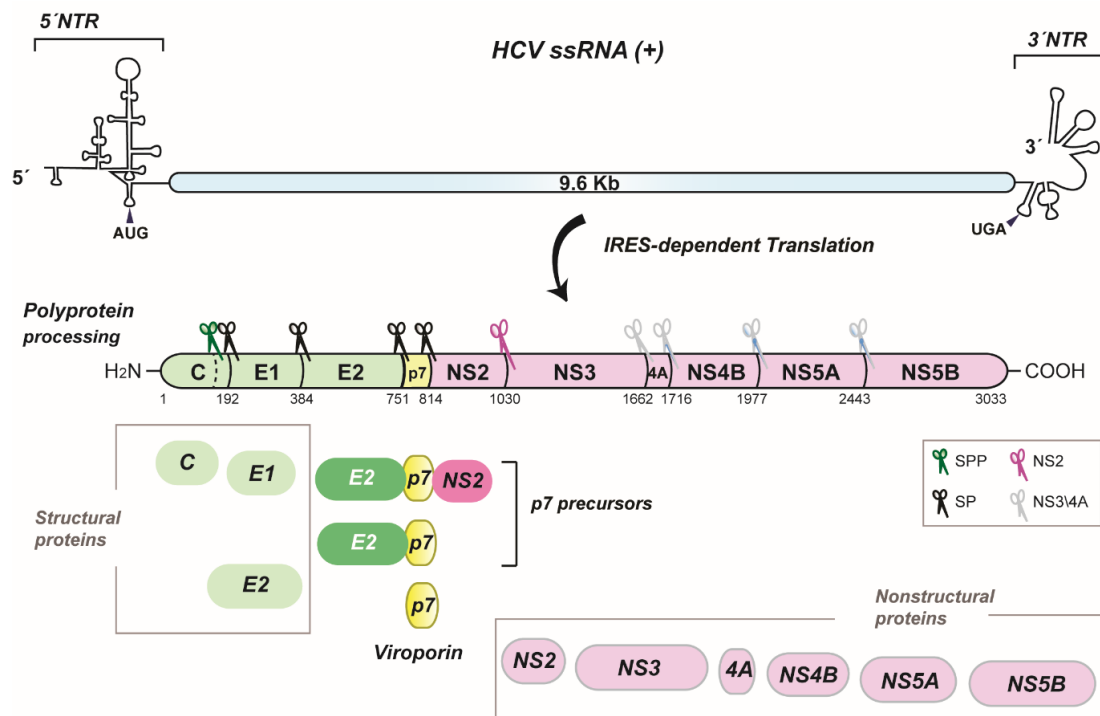 5´NTR
HCV ssRNA (+)
3´NTR
3´
5´
9.6 Kb
AUG
UGA
IRES-dependent Translation
Polyprotein
processing
H2N
C
E1
E2
p7
NS2
NS3
4A
NS4B
NS5A
NS5B
COOH
1
192
384
751
814
1030
1662
1716
1977
2443
3033
C
E1
E2
p7
NS2
p7 precursors
SPP
NS2
SP
NS3\4A
Structural
proteins
E2
p7
E2
p7
Viroporin
Nonstructural
proteins
NS2
NS3
4A
NS4B
NS5A
NS5B